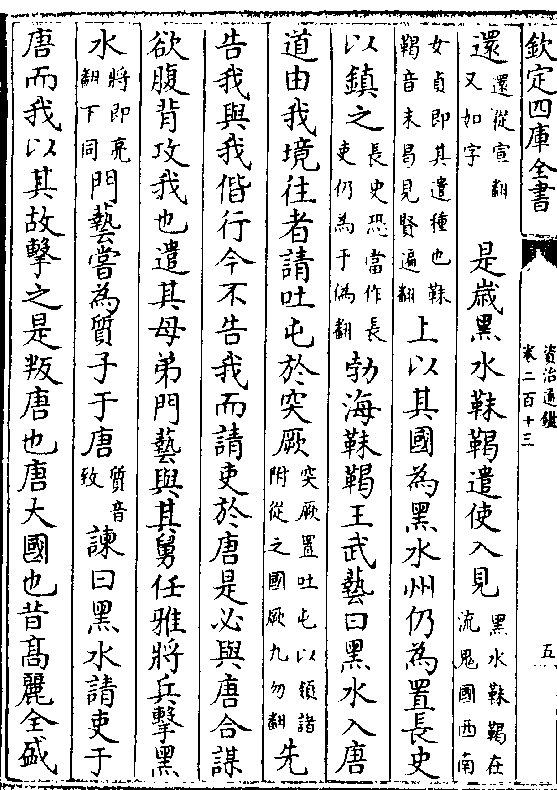 欽定四庫全書
資治通鑑
卷二百十三
五
還還從宣翻又如字 是歲黑水靺鞨遣使入見黑水靺鞨在流鬼國西南
女貞即其遺種也靺鞨音末曷見賢遍翻上以其國為黑水州仍為置長史
以鎮之長史恐當作長吏仍為于偽翻勃海靺鞨王武藝曰黑水入唐
道由我境往者請吐屯於突厥突厥置吐屯以領諸附從之國厥九勿翻先
告我與我偕行今不告我而請吏於唐是必與唐合謀
欲腹背攻我也遣其母弟門藝與其舅任雅將兵擊黑
水將即亮翻下同門藝嘗為質子于唐質音致諫曰黑水請吏于
唐而我以其故擊之是叛唐也唐大國也昔高麗全盛